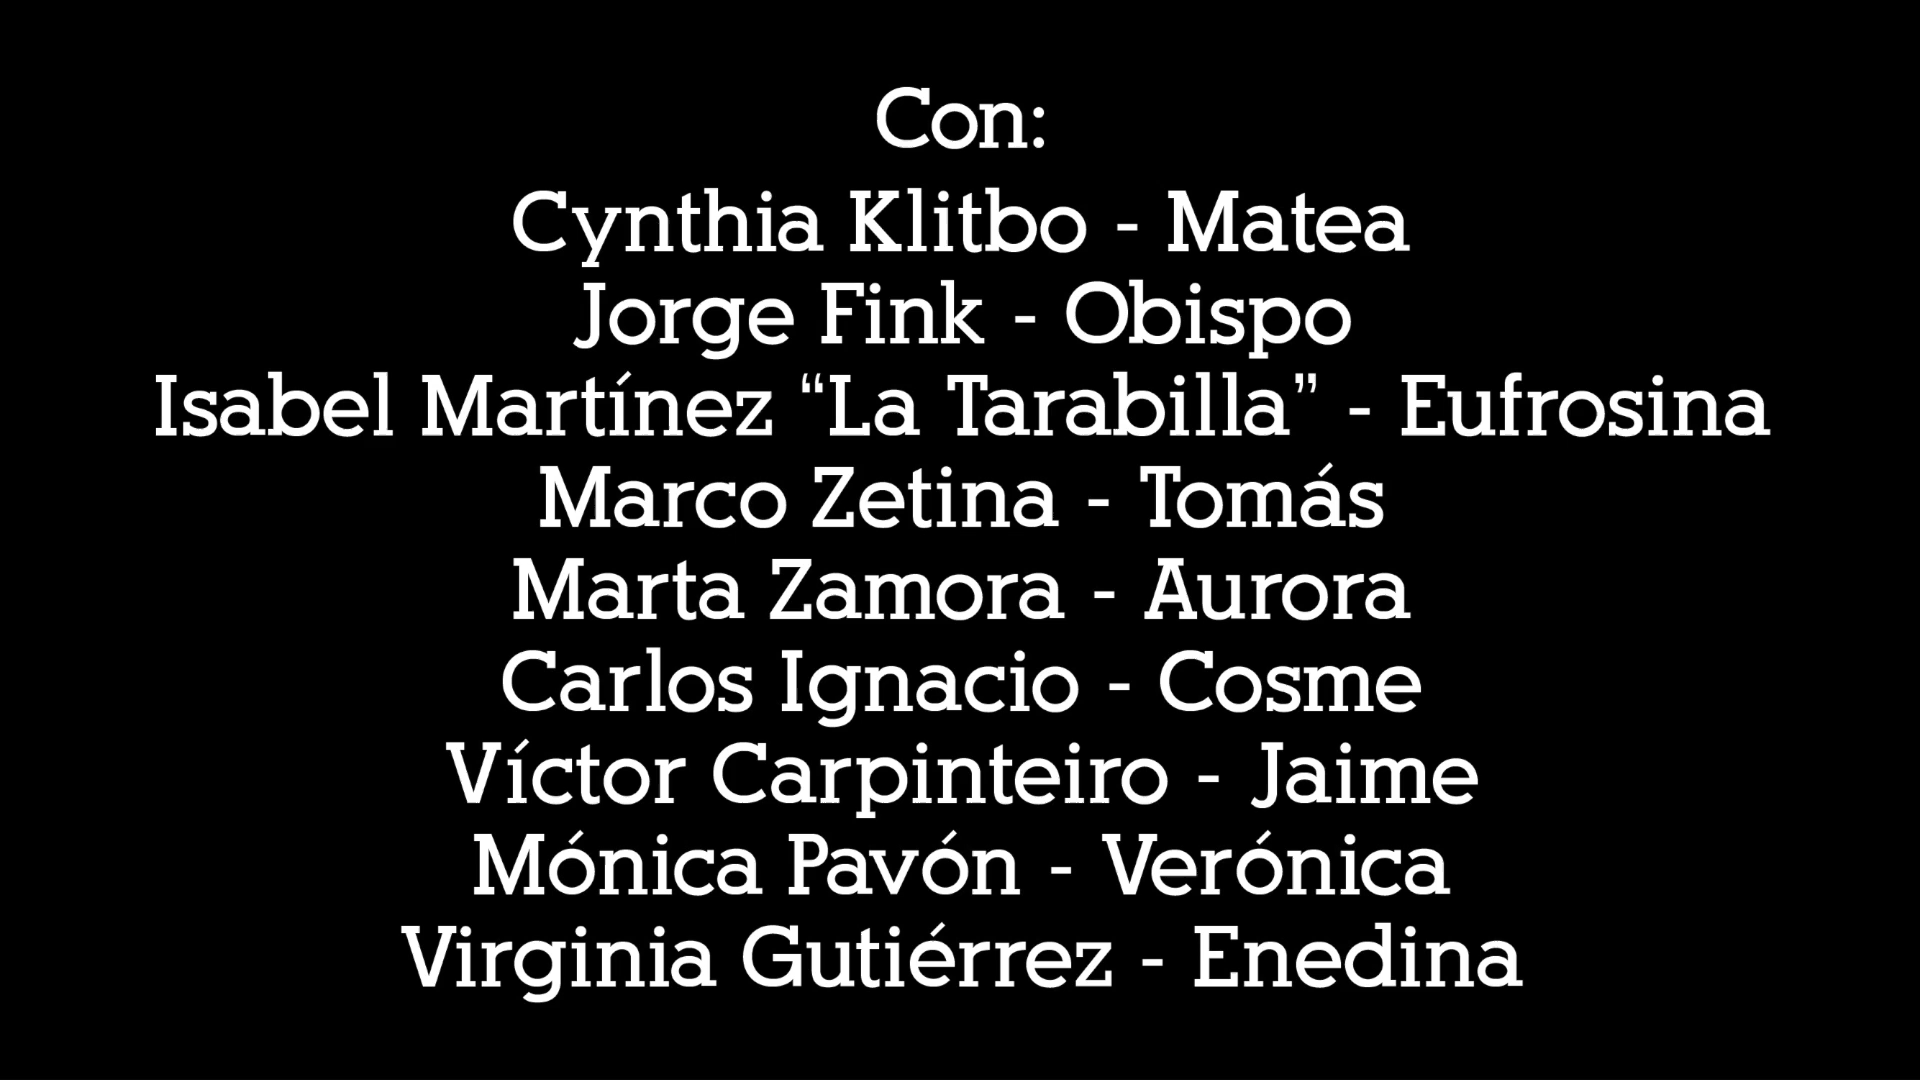 Con:
Cynthia Klitbo - Matea
Jorge Fink - Obispo
Isabel Martínez “La Tarabilla” - Eufrosina
Marco Zetina - Tomás
Marta Zamora - Aurora
Carlos Ignacio - Cosme
Víctor Carpinteiro - Jaime
Mónica Pavón - Verónica
Virginia Gutiérrez - Enedina